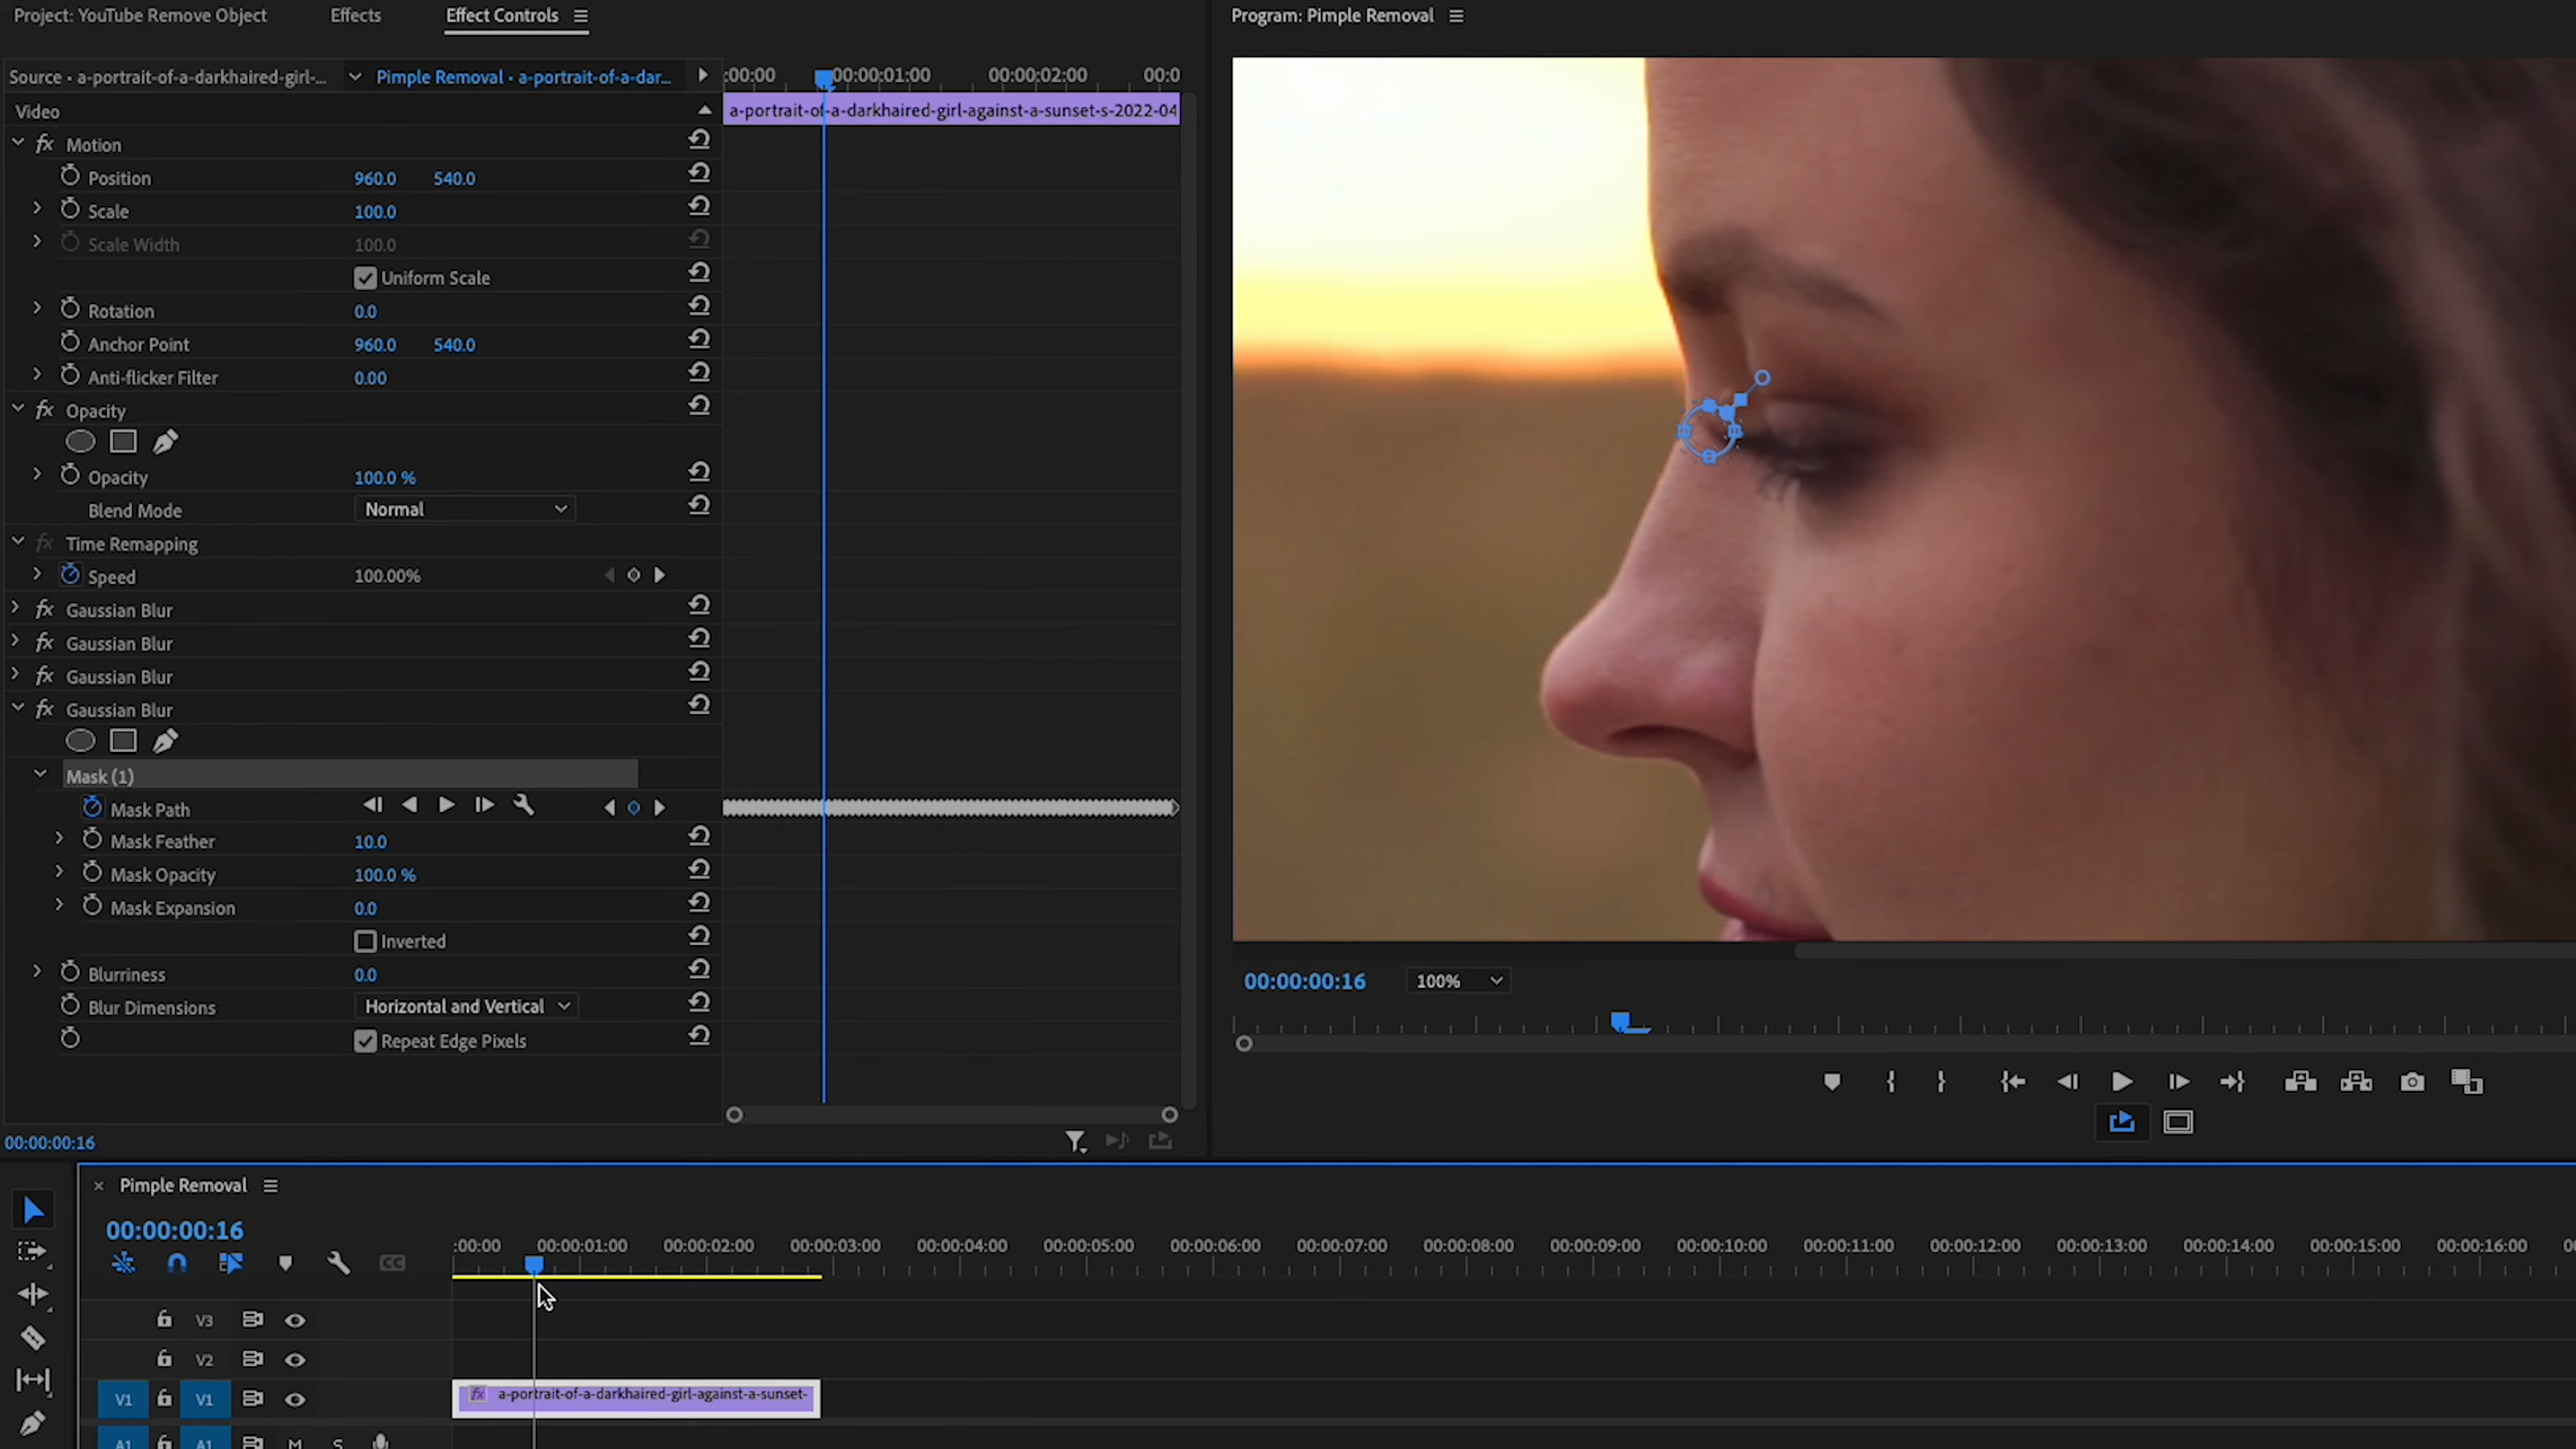 Project: YouTube Remove Object
Effects
Effect Controls
Source • a-portrait-of-a-darkhaired-girl-...
Pimple Removal • a-portrait-of-a-dar...
:00:00
00:00:01:00
00:00:02:00
00:0
a-portrait-of-a-darkhaired-girl-against-a-sunset-s-2022-04
Video
fx Motion
Position 960.0 540.0
Scale 100.0
Scale Width 100.0
Uniform Scale
Rotation 0.0
Anchor Point 960.0 540.0
Anti-flicker Filter 0.00
fx Opacity
Opacity 100.0 %
Blend Mode Normal
fx Time Remapping
Speed 100.00%
fx Gaussian Blur
fx Gaussian Blur
fx Gaussian Blur
fx Gaussian Blur
Mask (1)
Mask Path
Mask Feather 10.0
Mask Opacity 100.0 %
Mask Expansion 0.0
Inverted
Blurriness 0.0
Blur Dimensions Horizontal and Vertical
Repeat Edge Pixels
00:00:00:16
Program: Pimple Removal
00:00:00:16
100%
× Pimple Removal
00:00:00:16
CC
:00:00 00:00:01:00 00:00:02:00 00:00:03:00 00:00:04:00 00:00:05:00 00:00:06:00 00:00:07:00 00:00:08:00 00:00:09:00 00:00:10:00 00:00:11:00 00:00:12:00 00:00:13:00 00:00:14:00 00:00:15:00 00:00:16:00
V3
V2
V1 V1
fx a-portrait-of-a-darkhaired-girl-against-a-sunset-
A1 A1 M S